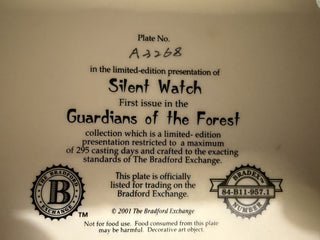 Plate No.
A3268
in the limited-edition presentation of
Silent Watch
First issue in the
Guardians of the Forest
collection which is a limited- edition
presentation restricted to a maximum
of 295 casting days and crafted to the exacting
standards of The Bradford Exchange.
This plate is officially
listed for trading on the
Bradford Exchange.
THE BRADFORD
B
EXCHANGE
TM
BRADEX
84-B11-957.1
NUMBER
© 2001 The Bradford Exchange
Not for food use. Food consumed from this plate
may be harmful. Decorative art object.